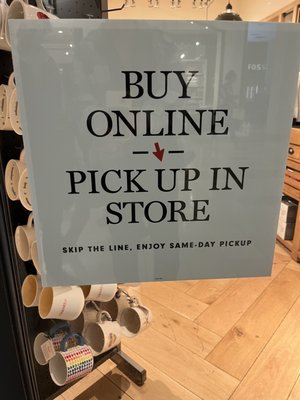 BUY
ONLINE
PICK UP IN
STORE
SKIP THE LINE, ENJOY SAME-DAY PICKUP